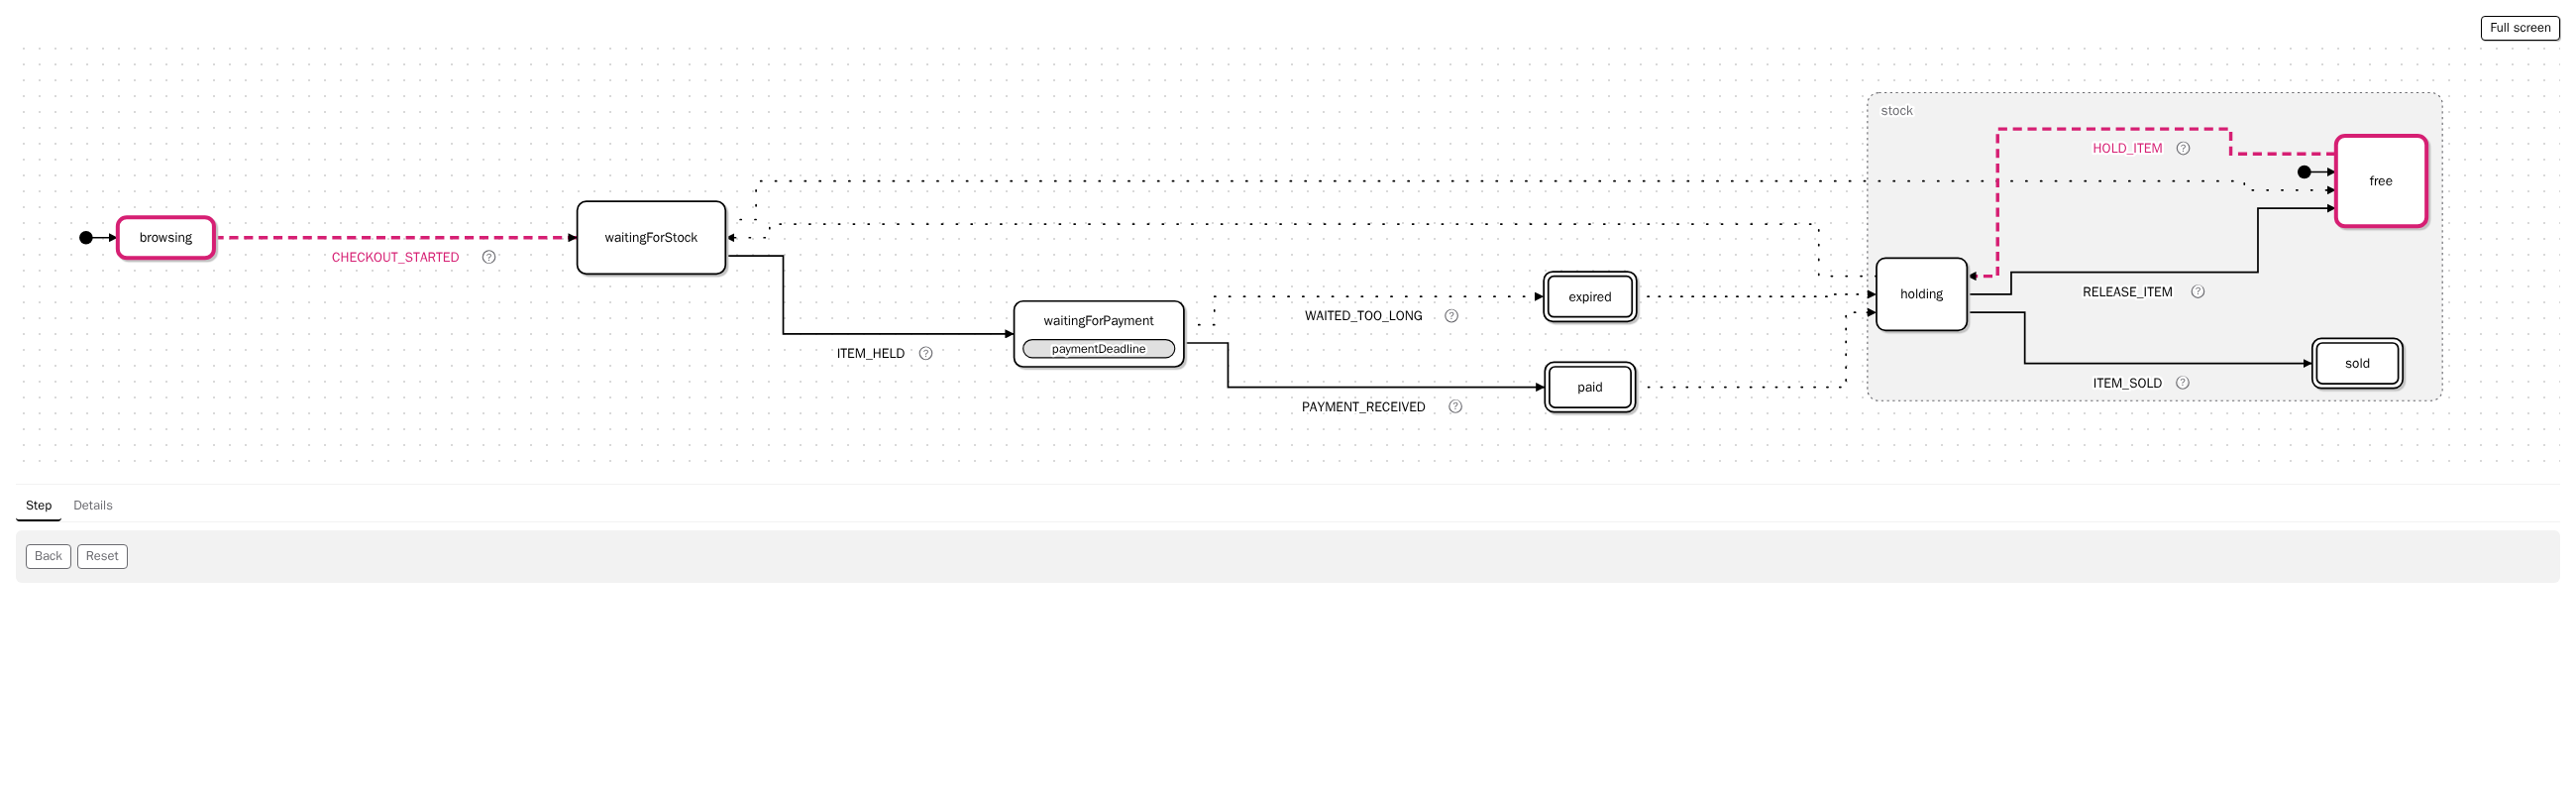 Full screen
stock
HOLD_ITEM ?
free
browsing
CHECKOUT_STARTED ?
waitingForStock
holding
RELEASE_ITEM ?
expired
WAITED_TOO_LONG ?
waitingForPayment
paymentDeadline
ITEM_HELD ?
sold
ITEM_SOLD ?
paid
PAYMENT_RECEIVED ?
Step Details
Back Reset